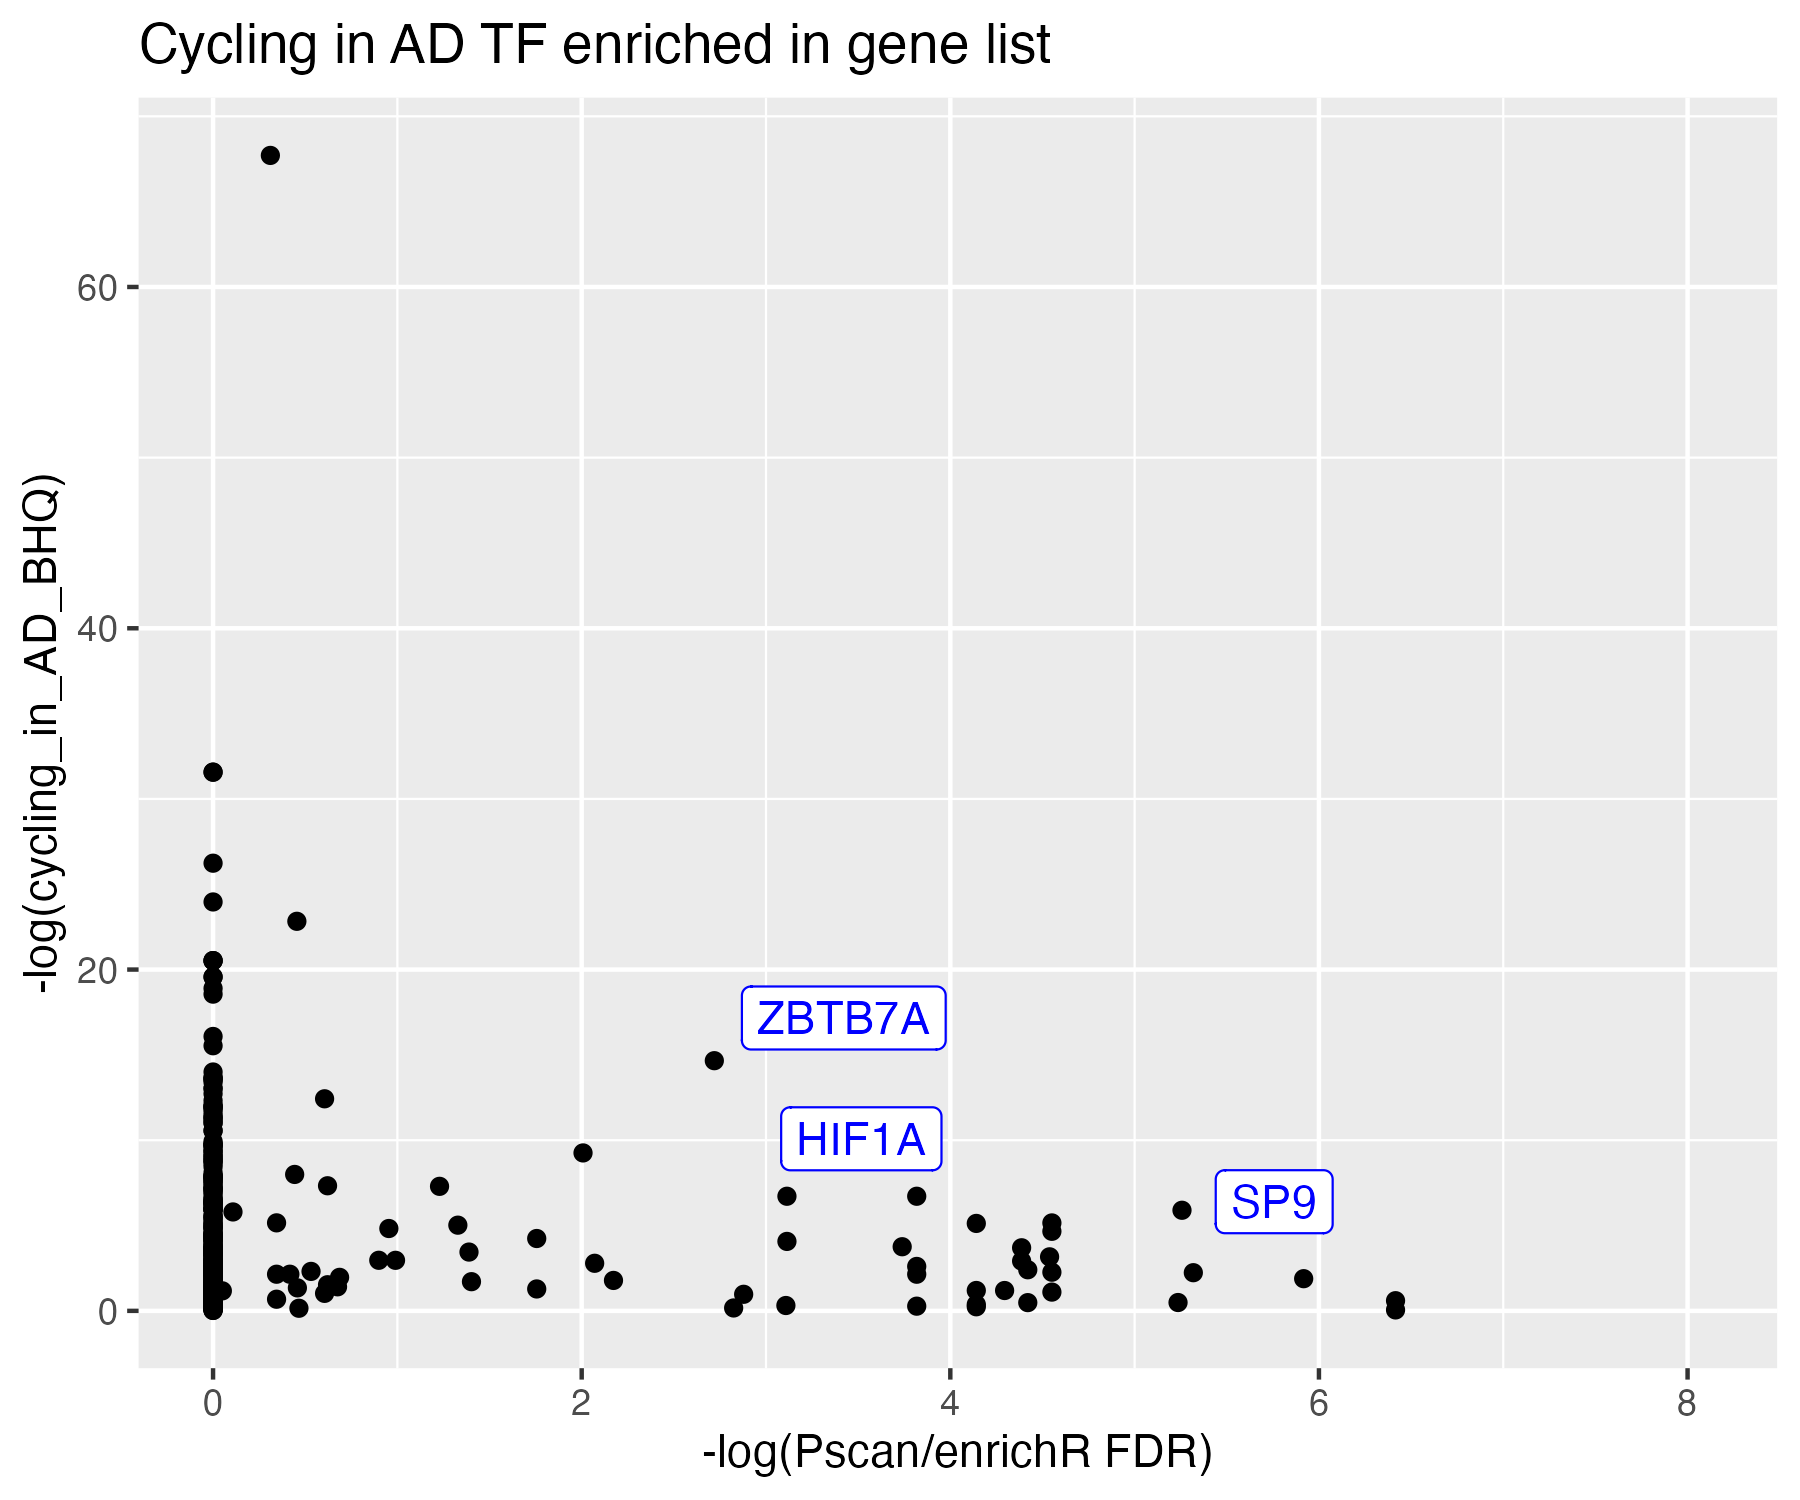 Cycling in AD TF enriched in gene list
60
40
20
0
ZBTB7A
HIF1A
SP9
0 2 4 6 8
-log(Pscan/enrichR FDR)
-log(cycling_in_AD_BHQ)